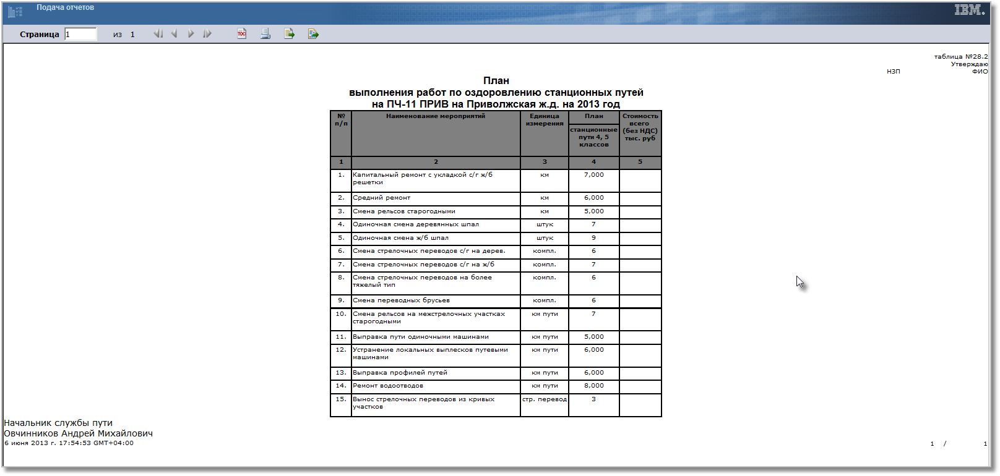 Подача отчетов
IBM.
Страница 1 из 1
TOC
таблица №28.2
Утверждаю
НЗП ФИО
План
выполнения работ по оздоровлению станционных путей
на ПЧ-11 ПРИВ на Приволжская ж.д. на 2013 год
№ п/п Наименование мероприятий Единица измерения План Стоимость всего (без НДС) тыс. руб
станционные пути 4, 5 классов
1 2 3 4 5
1. Капитальный ремонт с укладкой с/г ж/б км 7,000
решетки
2. Средний ремонт км 6,000
3. Смена рельсов старогодными км 5,000
4. Одиночная смена деревянных шпал штук 7
5. Одиночная смена ж/б шпал штук 9
6. Смена стрелочных переводов с/г на дерев. компл. 6
7. Смена стрелочных переводов с/г на ж/б компл. 7
8. Смена стрелочных переводов на более компл. 6
тяжелый тип
9. Смена переводных брусьев компл. 6
10. Смена рельсов на межстрелочных участках км пути 7
старогодными
11. Выправка пути одиночными машинами км пути 5,000
12. Устранение локальных выплесков путевыми км пути 6,000
машинами
13. Выправка профилей путей км пути 6,000
14. Ремонт водоотводов км пути 8,000
15. Вынос стрелочных переводов из кривых стр. перевод 3
участков
Начальник службы пути
Овчинников Андрей Михайлович
6 июня 2013 г. 17:54:53 GMT+04:00
1 / 1